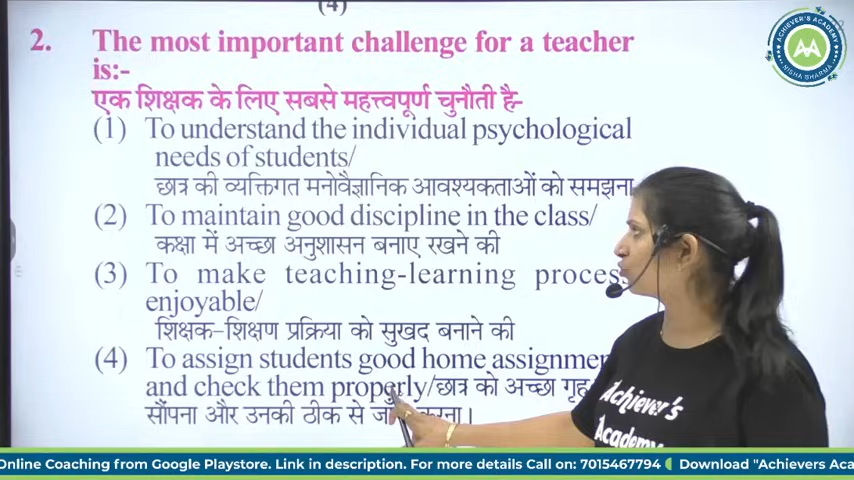 (4)
2. The most important challenge for a teacher
is:-
एक शिक्षक के लिए सबसे महत्त्वपूर्ण चुनौती है-
(1) To understand the individual psychological
needs of students/
छात्र की व्यक्तिगत मनोवैज्ञानिक आवश्यकताओं को समझना
(2) To maintain good discipline in the class/
कक्षा में अच्छा अनुशासन बनाए रखने की
(3) To make teaching-learning process
enjoyable/
शिक्षक-शिक्षण प्रक्रिया को सुखद बनाने की
(4) To assign students good home assignmen
and check them properly/छात्र को अच्छा गृह
सौंपना और उनकी ठीक से करना।
ACHIEVER'S ACADEMY
AA
NISHA SHARMA
Achiever's
Academy
Online Coaching from Google Playstore. Link in description. For more details Call on: 7015467794 Download "Achievers Aca